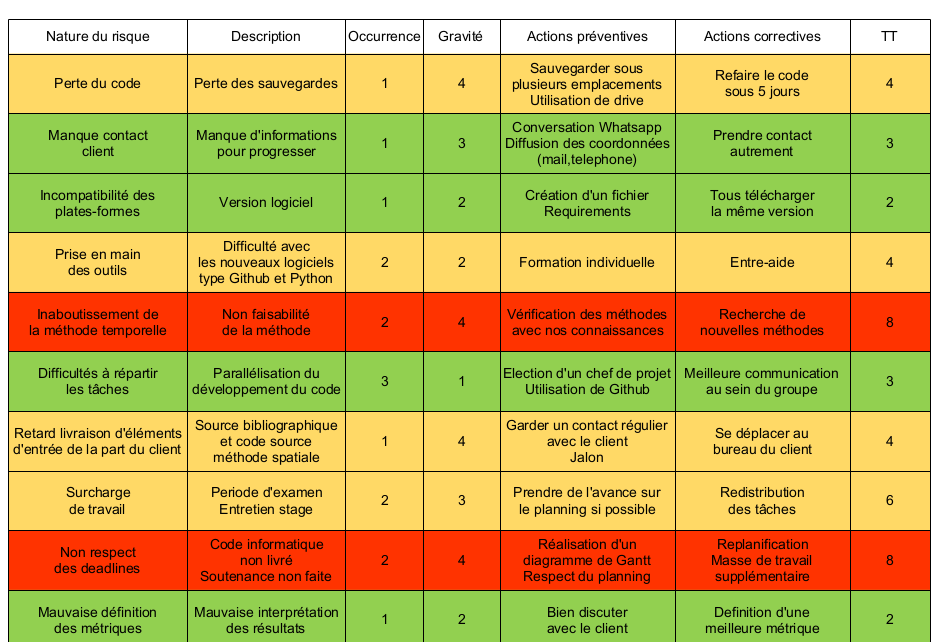 Nature du risque Description Occurrence Gravité Actions préventives Actions correctives TT
Perte du code Perte des sauvegardes 1 4 Sauvegarder sous
plusieurs emplacements
Utilisation de drive Refaire le code
sous 5 jours 4
Manque contact
client Manque d'informations
pour progresser 1 3 Conversation Whatsapp
Diffusion des coordonnées
(mail,telephone) Prendre contact
autrement 3
Incompatibilité des
plates-formes Version logiciel 1 2 Création d'un fichier
Requirements Tous télécharger
la même version 2
Prise en main
des outils Difficulté avec
les nouveaux logiciels
type Github et Python 2 2 Formation individuelle Entre-aide 4
Inaboutissement de
la méthode temporelle Non faisabilité
de la méthode 2 4 Vérification des méthodes
avec nos connaissances Recherche de
nouvelles méthodes 8
Difficultés à répartir
les tâches Parallélisation du
développement du code 3 1 Election d'un chef de projet
Utilisation de Github Meilleure communication
au sein du groupe 3
Retard livraison d'éléments
d'entrée de la part du client Source bibliographique
et code source
méthode spatiale 1 4 Garder un contact régulier
avec le client
Jalon Se déplacer au
bureau du client 4
Surcharge
de travail Periode d'examen
Entretien stage 2 3 Prendre de l'avance sur
le planning si possible Redistribution
des tâches 6
Non respect
des deadlines Code informatique
non livré
Soutenance non faite 2 4 Réalisation d'un
diagramme de Gantt
Respect du planning Replanification
Masse de travail
supplémentaire 8
Mauvaise définition
des métriques Mauvaise interprétation
des résultats 1 2 Bien discuter
avec le client Definition d'une
meilleure métrique 2